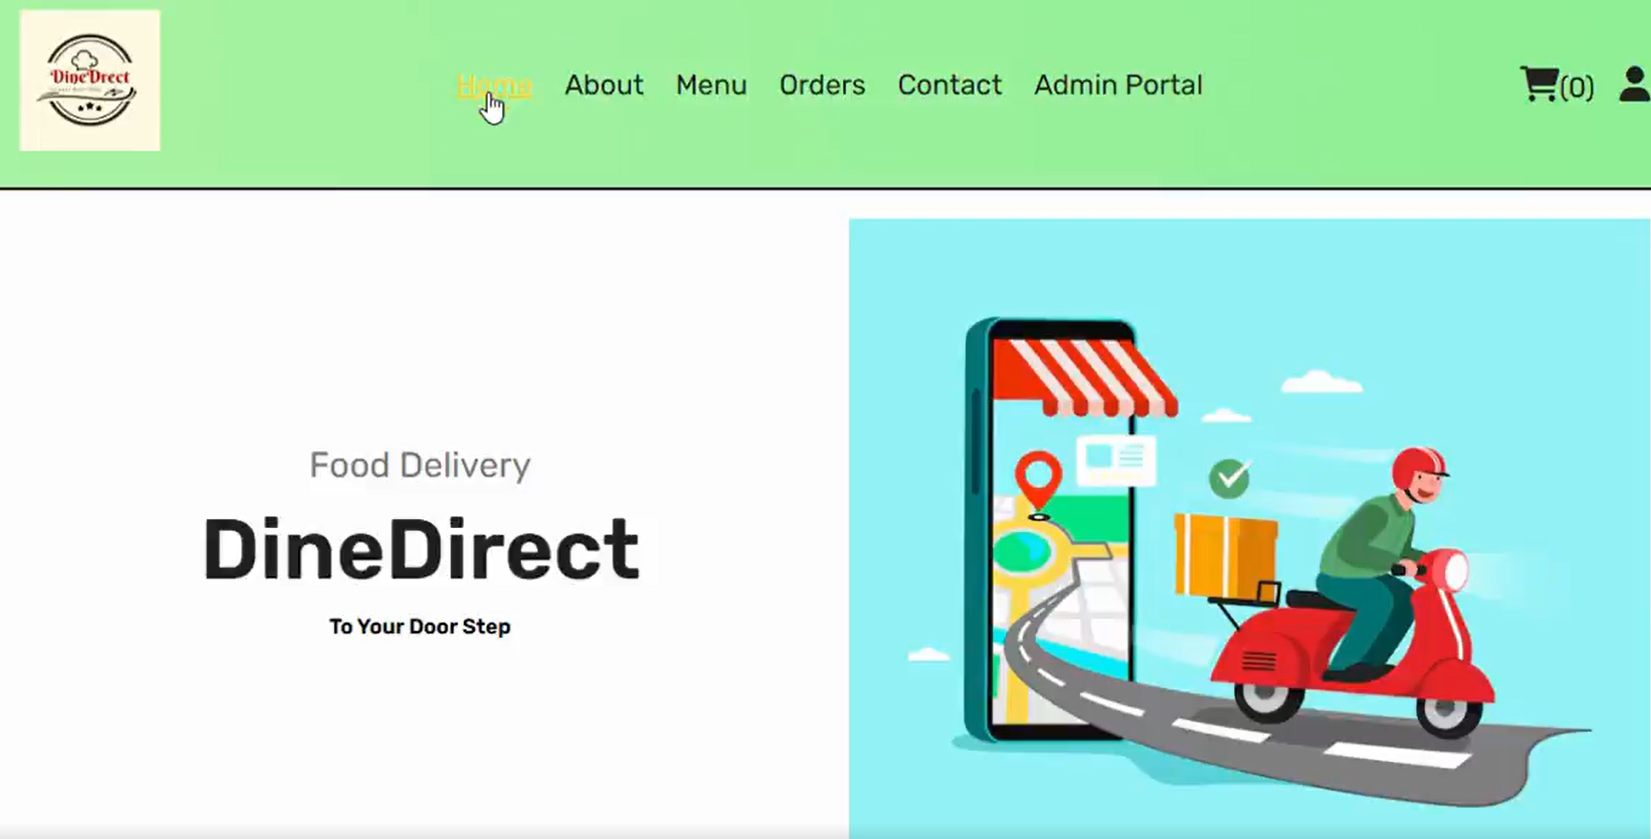 DineDrect
Home About Menu Orders Contact Admin Portal (0)
Food Delivery
DineDirect
To Your Door Step